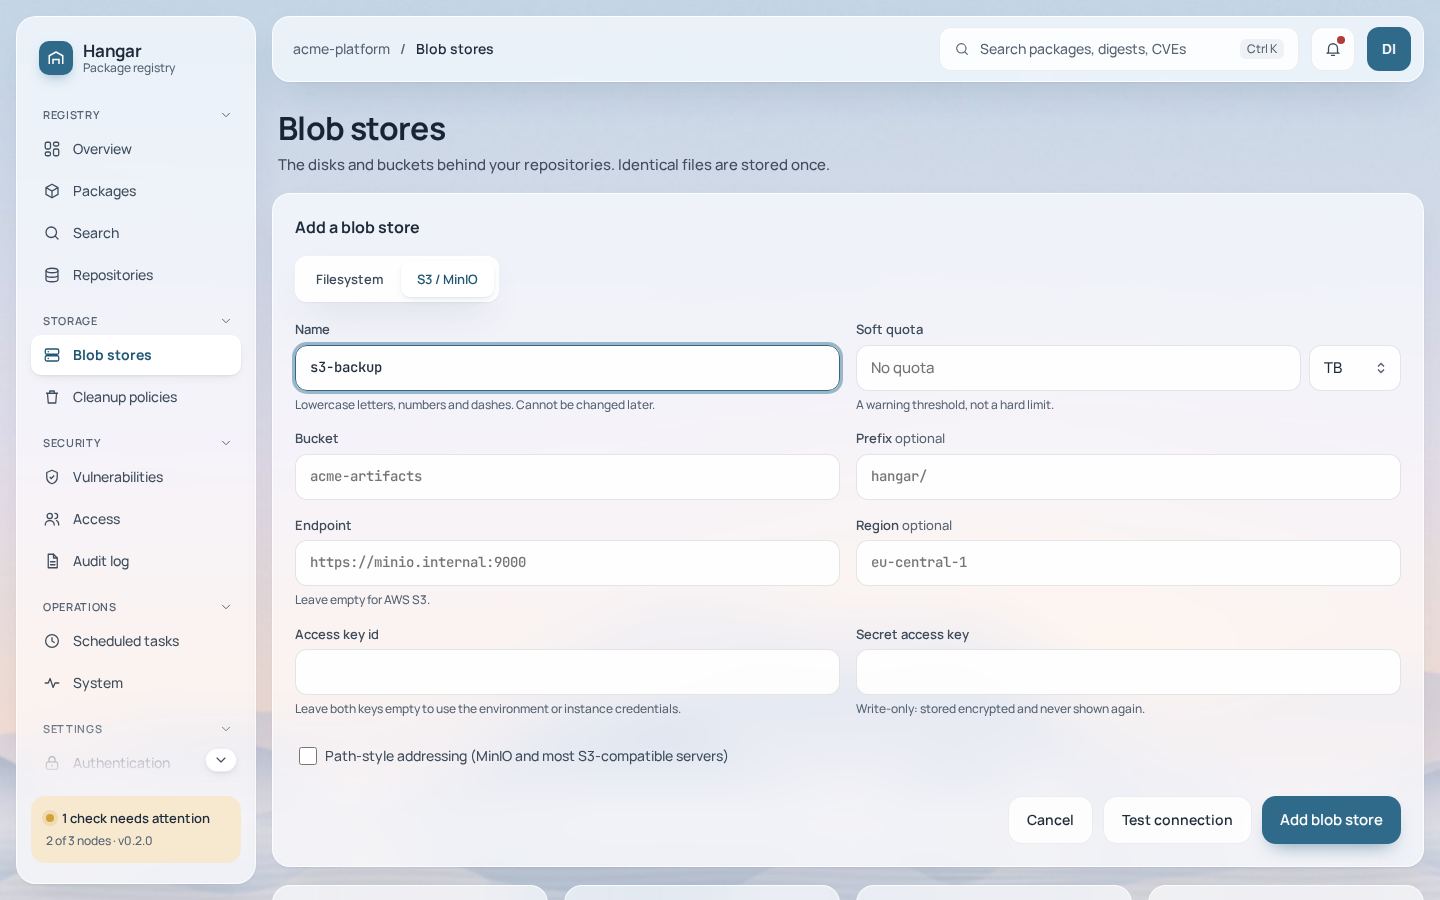 Hangar
Package registry
REGISTRY
Overview
Packages
Search
Repositories
STORAGE
Blob stores
Cleanup policies
SECURITY
Vulnerabilities
Access
Audit log
OPERATIONS
Scheduled tasks
System
SETTINGS
Authentication
1 check needs attention
2 of 3 nodes · v0.2.0
acme-platform / Blob stores
Search packages, digests, CVEs
Ctrl K
DI
Blob stores
The disks and buckets behind your repositories. Identical files are stored once.
Add a blob store
Filesystem
S3 / MinIO
Name
s3-backup
Lowercase letters, numbers and dashes. Cannot be changed later.
Soft quota
No quota
TB
A warning threshold, not a hard limit.
Bucket
acme-artifacts
Prefix optional
hangar/
Endpoint
https://minio.internal:9000
Leave empty for AWS S3.
Region optional
eu-central-1
Access key id
Leave both keys empty to use the environment or instance credentials.
Secret access key
Write-only: stored encrypted and never shown again.
Path-style addressing (MinIO and most S3-compatible servers)
Cancel
Test connection
Add blob store